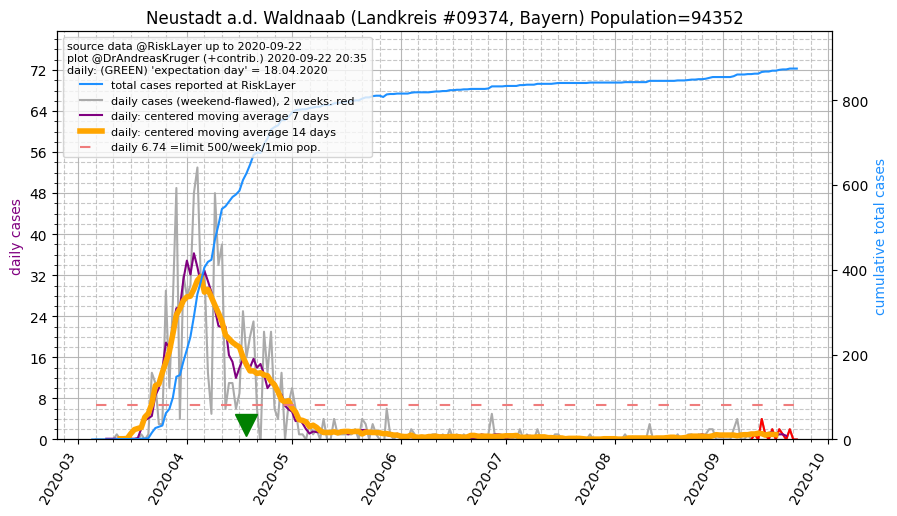 Neustadt a.d. Waldnaab (Landkreis #09374, Bayern) Population=94352
source data @RiskLayer up to 2020-09-22
plot @DrAndreasKruger (+contrib.) 2020-09-22 20:35
daily: (GREEN) 'expectation day' = 18.04.2020
total cases reported at RiskLayer
daily cases (weekend-flawed), 2 weeks: red
daily: centered moving average 7 days
daily: centered moving average 14 days
daily 6.74 =limit 500/week/1mio pop.
daily cases
72
64
56
48
40
32
24
16
8
0
cumulative total cases
800
600
400
200
0
2020-03
2020-04
2020-05
2020-06
2020-07
2020-08
2020-09
2020-10